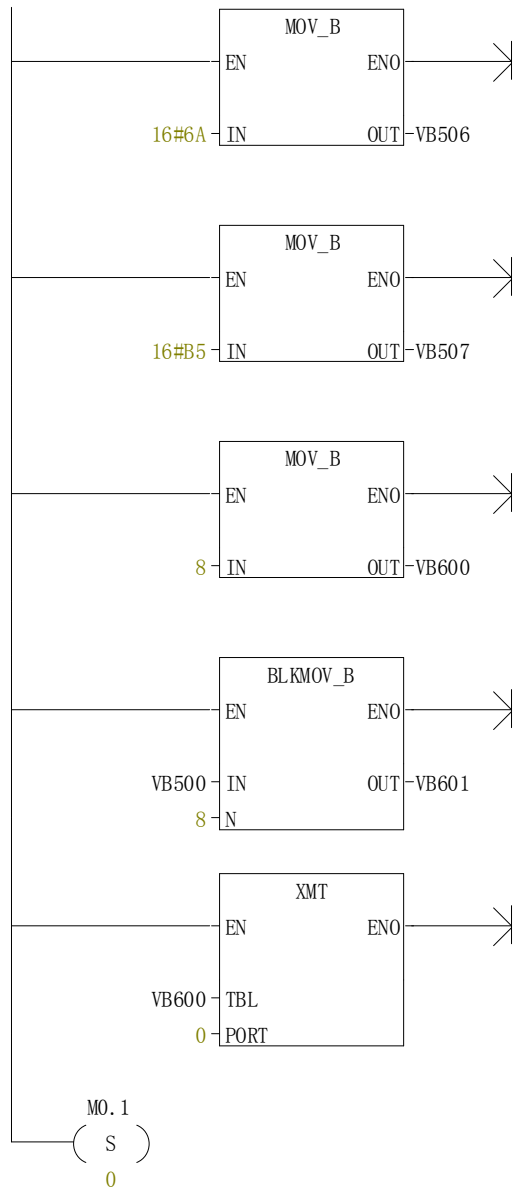 MOV_B
EN ENO
16#6A IN OUT VB506
MOV_B
EN ENO
16#B5 IN OUT VB507
MOV_B
EN ENO
8 IN OUT VB600
BLKMOV_B
EN ENO
VB500 IN OUT VB601
8 N
XMT
EN ENO
VB600 TBL
0 PORT
M0.1
S
0